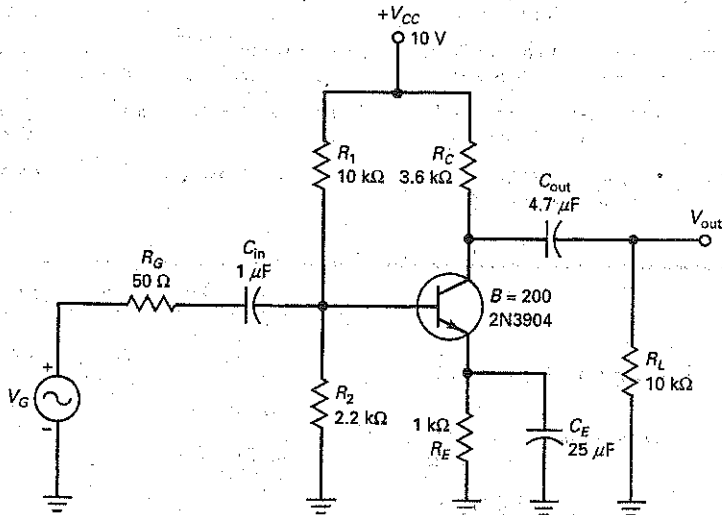 +V_CC
10 V
R_1
10 kΩ
R_C
3.6 kΩ
C_out
4.7 μF
V_out
R_G
50 Ω
C_in
1 μF
B = 200
2N3904
+
V_G
-
R_2
2.2 kΩ
1 kΩ
R_E
C_E
25 μF
R_L
10 kΩ